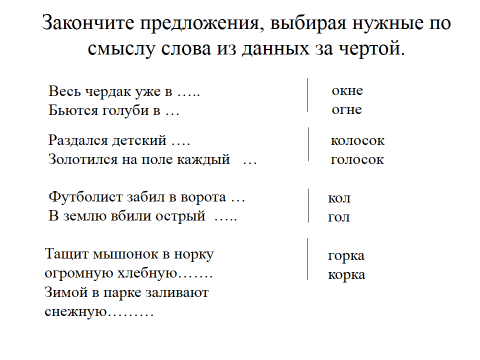 Закончите предложения, выбирая нужные по
смыслу слова из данных за чертой.
Весь чердак уже в ….. окне
Бьются голуби в … огне
Раздался детский …. колосок
Золотился на поле каждый … голосок
Футболист забил в ворота … кол
В землю вбили острый ….. гол
Тащит мышонок в норку горка
огромную хлебную……. корка
Зимой в парке заливают
снежную………